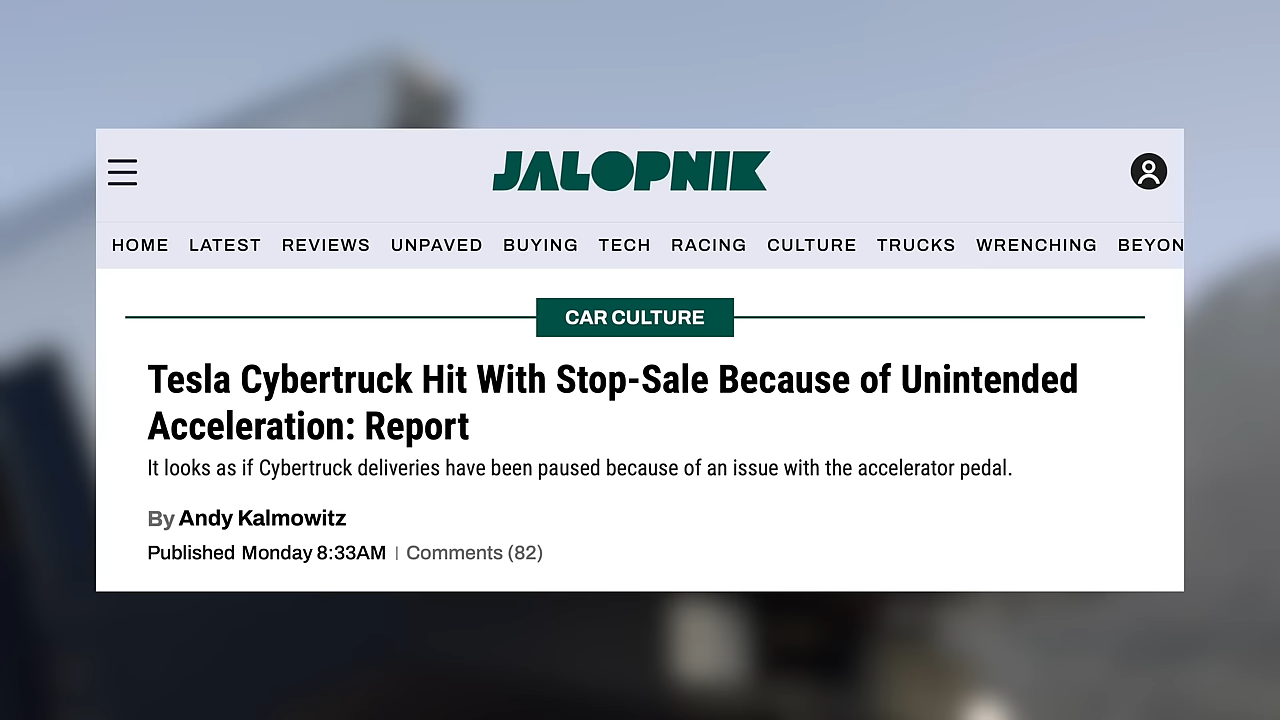 JALOPNIK
HOME LATEST REVIEWS UNPAVED BUYING TECH RACING CULTURE TRUCKS WRENCHING BEYON
CAR CULTURE
Tesla Cybertruck Hit With Stop-Sale Because of Unintended
Acceleration: Report
It looks as if Cybertruck deliveries have been paused because of an issue with the accelerator pedal.
By Andy Kalmowitz
Published Monday 8:33AM | Comments (82)